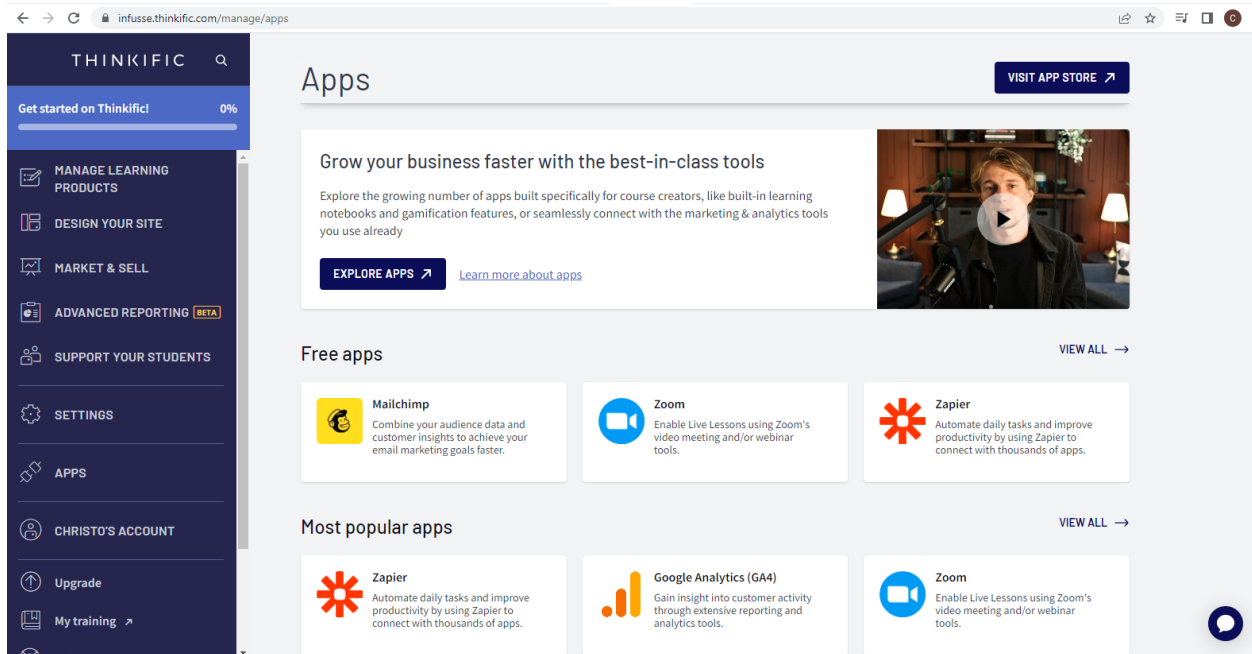 infusse.thinkific.com/manage/apps
C
THINKIFIC
Get started on Thinkific! 0%
MANAGE LEARNING
PRODUCTS
DESIGN YOUR SITE
MARKET & SELL
ADVANCED REPORTING BETA
SUPPORT YOUR STUDENTS
SETTINGS
APPS
CHRISTO'S ACCOUNT
Upgrade
My training
Apps
VISIT APP STORE
Grow your business faster with the best-in-class tools
Explore the growing number of apps built specifically for course creators, like built-in learning
notebooks and gamification features, or seamlessly connect with the marketing & analytics tools
you use already
EXPLORE APPS
Learn more about apps
Free apps
VIEW ALL
Mailchimp
Combine your audience data and
customer insights to achieve your
email marketing goals faster.
Zoom
Enable Live Lessons using Zoom's
video meeting and/or webinar
tools.
Zapier
Automate daily tasks and improve
productivity by using Zapier to
connect with thousands of apps.
Most popular apps
VIEW ALL
Zapier
Automate daily tasks and improve
productivity by using Zapier to
connect with thousands of apps.
Google Analytics (GA4)
Gain insight into customer activity
through extensive reporting and
analytics tools.
Zoom
Enable Live Lessons using Zoom's
video meeting and/or webinar
tools.